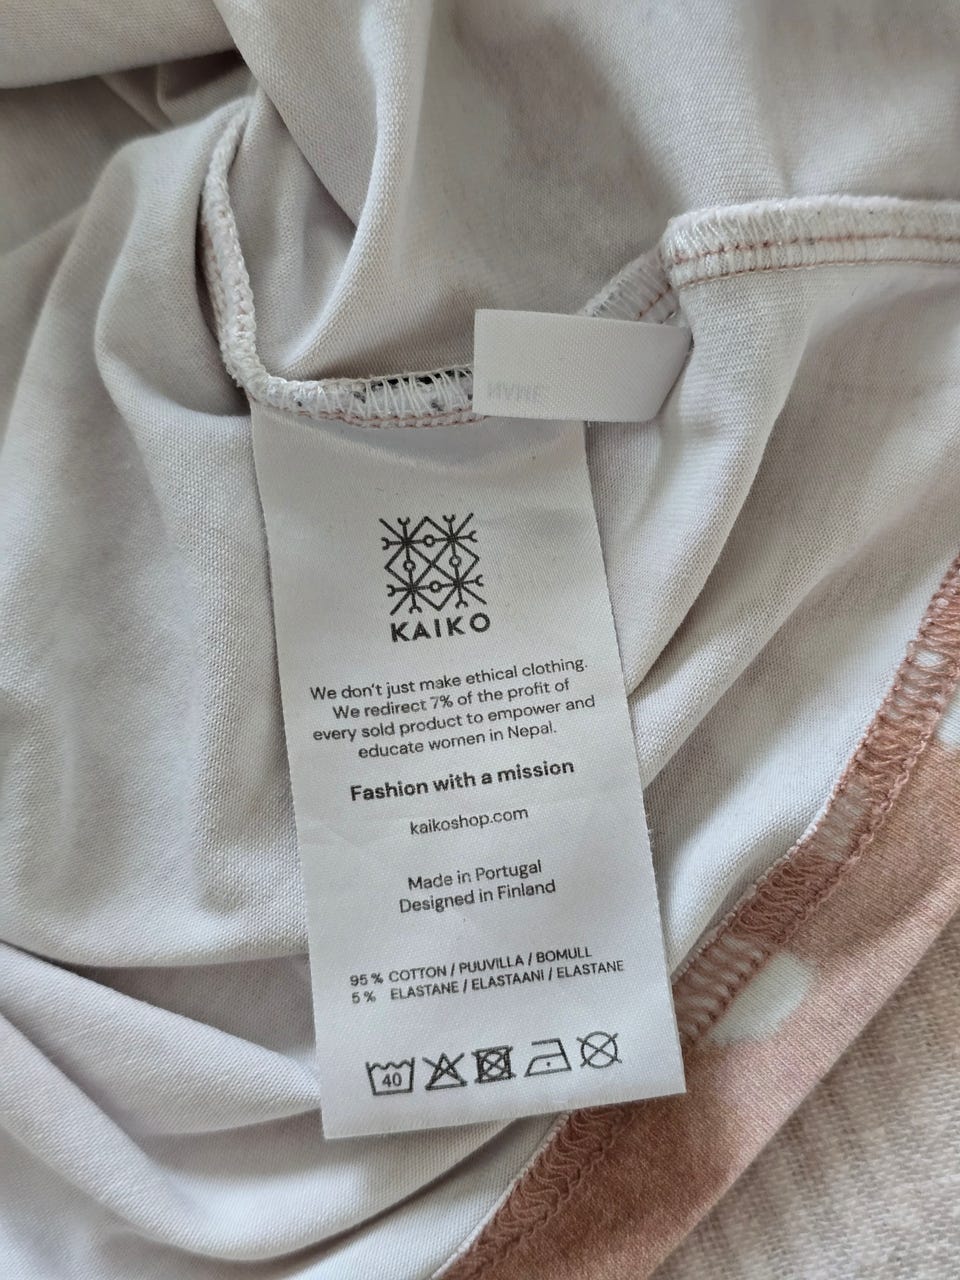 KAIKO
We don't just make ethical clothing.
We redirect 7% of the profit of
every sold product to empower and
educate women in Nepal.
Fashion with a mission
kaikoshop.com
Made in Portugal
Designed in Finland
95 % COTTON / PUUVILLA / BOMULL
5 % ELASTANE / ELASTAANI / ELASTANE
40